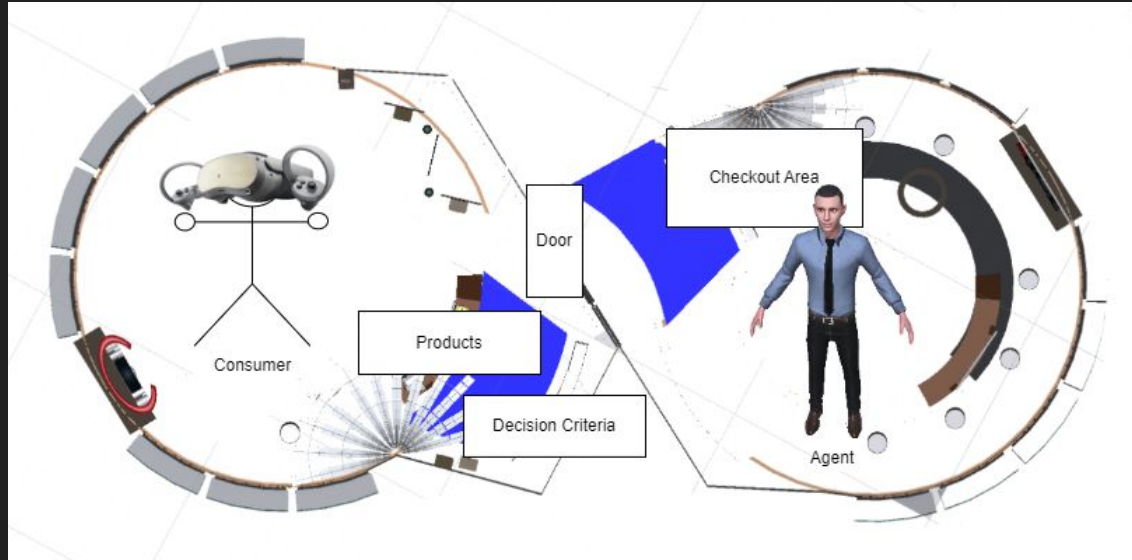 Checkout Area
Door
Products
Consumer
Decision Criteria
Agent